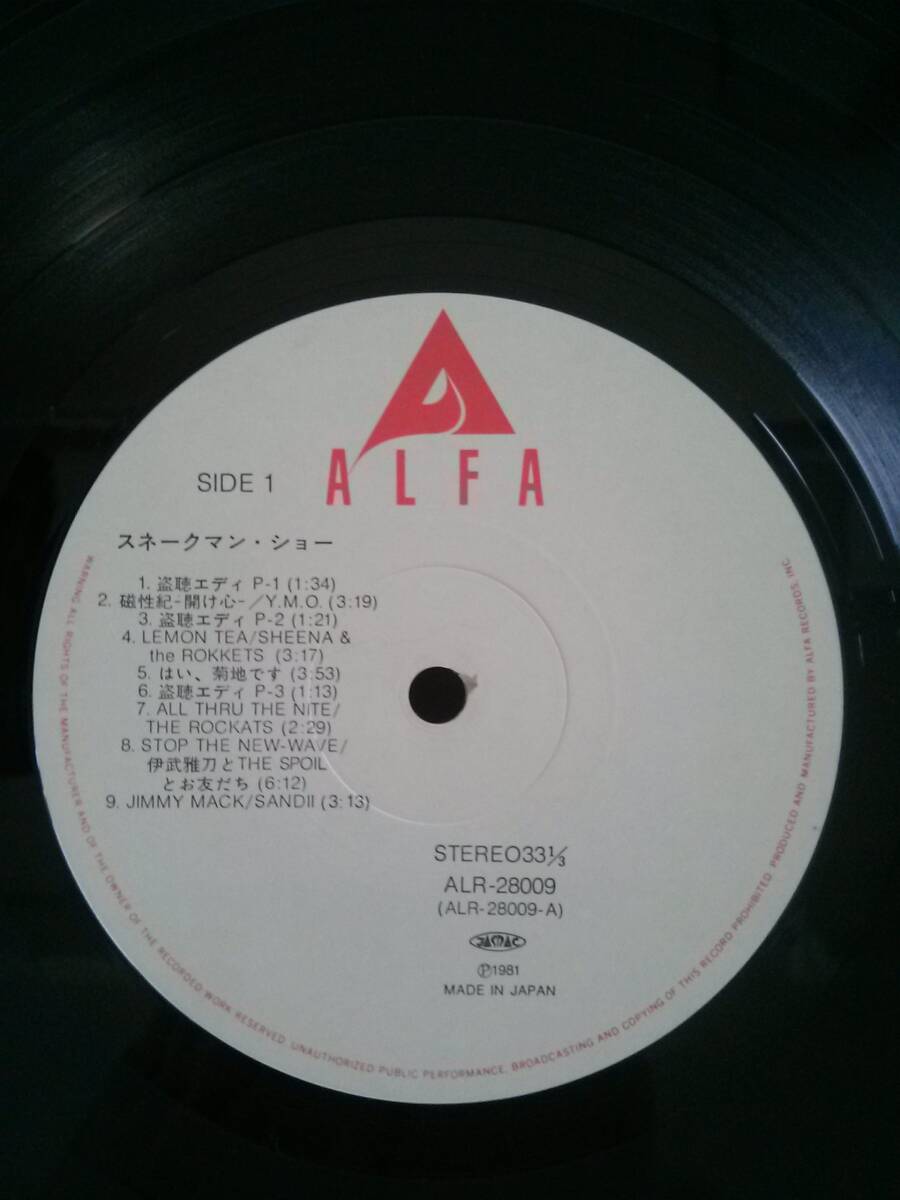 ALFA
SIDE 1
スネークマン・ショー
1. 盗聴エディ P-1 (1:34)
2. 磁性紀-開け心-/Y.M.O. (3:19)
3. 盗聴エディ P-2 (1:21)
4. LEMON TEA/SHEENA &
the ROKKETS (3:17)
5. はい、菊地です (3:53)
6. 盗聴エディ P-3 (1:13)
7. ALL THRU THE NITE/
THE ROCKATS (2:29)
8. STOP THE NEW-WAVE/
伊武雅刀とTHE SPOIL
とお友だち (6:12)
9. JIMMY MACK/SANDII (3:13)
STEREO33⅓
ALR-28009
(ALR-28009-A)
JASRAC
Ⓟ1981
MADE IN JAPAN
WARNING ALL RIGHTS OF THE MANUFACTURER AND OF THE OWNER OF THE RECORDED WORK RESERVED. UNAUTHORIZED PUBLIC PERFORMANCE, BROADCASTING AND COPYING OF THIS RECORD PROHIBITED. PRODUCED AND MANUFACTURED BY ALFA RECORDS, INC